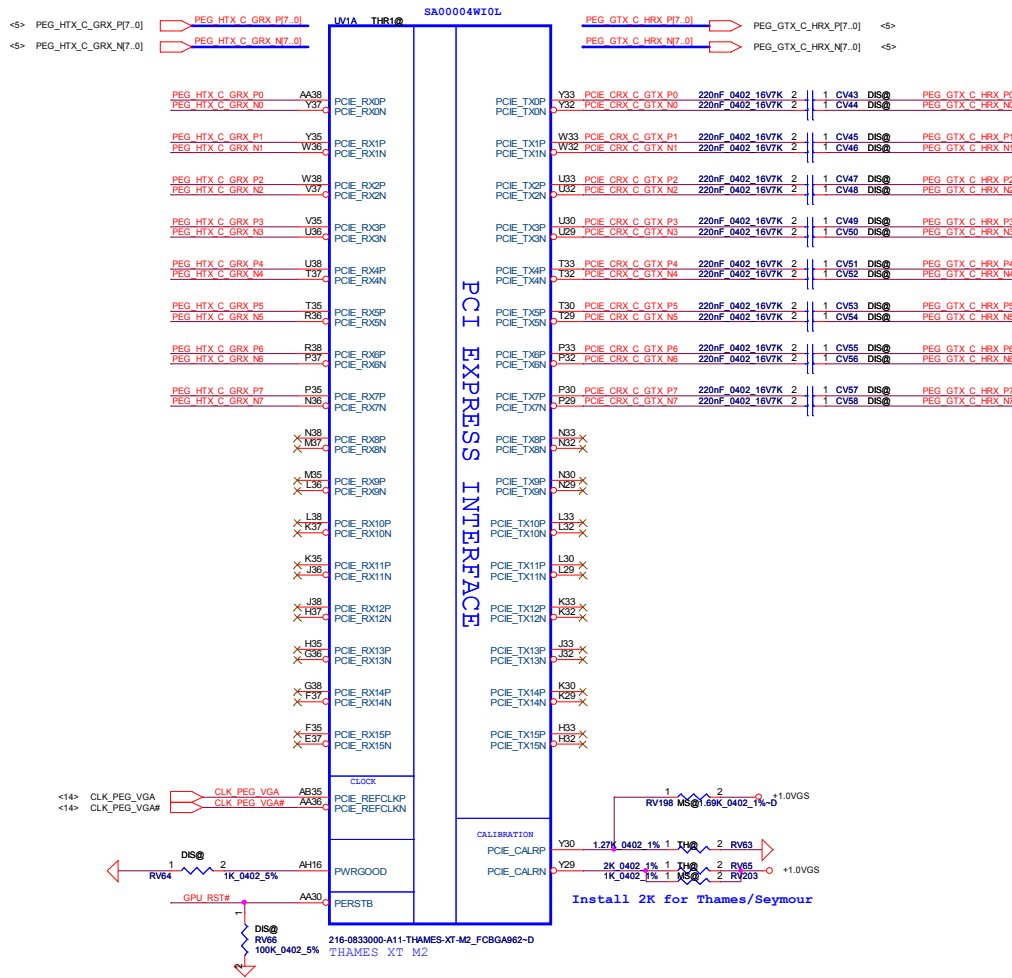 SA00004WI0L
<5> PEG_HTX_C_GRX_P[7..0] PEG_HTX_C_GRX_P[7..0] UV1A THR1@ PEG_GTX_C_HRX_P[7..0] PEG_GTX_C_HRX_P[7..0] <5>
<5> PEG_HTX_C_GRX_N[7..0] PEG_HTX_C_GRX_N[7..0] PEG_GTX_C_HRX_N[7..0] PEG_GTX_C_HRX_N[7..0] <5>
PEG_HTX_C_GRX_P0 AA38 PCIE_RX0P PCIE_TX0P Y33 PCIE_CRX_C_GTX_P0 220nF_0402_16V7K 2 1 CV43 DIS@ PEG_GTX_C_HRX_P0
PEG_HTX_C_GRX_N0 Y37 PCIE_RX0N PCIE_TX0N Y32 PCIE_CRX_C_GTX_N0 220nF_0402_16V7K 2 1 CV44 DIS@ PEG_GTX_C_HRX_N0
PEG_HTX_C_GRX_P1 Y35 PCIE_RX1P PCIE_TX1P W33 PCIE_CRX_C_GTX_P1 220nF_0402_16V7K 2 1 CV45 DIS@ PEG_GTX_C_HRX_P1
PEG_HTX_C_GRX_N1 W36 PCIE_RX1N PCIE_TX1N W32 PCIE_CRX_C_GTX_N1 220nF_0402_16V7K 2 1 CV46 DIS@ PEG_GTX_C_HRX_N1
PEG_HTX_C_GRX_P2 W38 PCIE_RX2P PCIE_TX2P U33 PCIE_CRX_C_GTX_P2 220nF_0402_16V7K 2 1 CV47 DIS@ PEG_GTX_C_HRX_P2
PEG_HTX_C_GRX_N2 V37 PCIE_RX2N PCIE_TX2N U32 PCIE_CRX_C_GTX_N2 220nF_0402_16V7K 2 1 CV48 DIS@ PEG_GTX_C_HRX_N2
PEG_HTX_C_GRX_P3 V35 PCIE_RX3P PCIE_TX3P U30 PCIE_CRX_C_GTX_P3 220nF_0402_16V7K 2 1 CV49 DIS@ PEG_GTX_C_HRX_P3
PEG_HTX_C_GRX_N3 U36 PCIE_RX3N PCIE_TX3N U29 PCIE_CRX_C_GTX_N3 220nF_0402_16V7K 2 1 CV50 DIS@ PEG_GTX_C_HRX_N3
PEG_HTX_C_GRX_P4 U38 PCIE_RX4P PCIE_TX4P T33 PCIE_CRX_C_GTX_P4 220nF_0402_16V7K 2 1 CV51 DIS@ PEG_GTX_C_HRX_P4
PEG_HTX_C_GRX_N4 T37 PCIE_RX4N PCIE_TX4N T32 PCIE_CRX_C_GTX_N4 220nF_0402_16V7K 2 1 CV52 DIS@ PEG_GTX_C_HRX_N4
PEG_HTX_C_GRX_P5 T35 PCIE_RX5P PCIE_TX5P T30 PCIE_CRX_C_GTX_P5 220nF_0402_16V7K 2 1 CV53 DIS@ PEG_GTX_C_HRX_P5
PEG_HTX_C_GRX_N5 R36 PCIE_RX5N PCIE_TX5N T29 PCIE_CRX_C_GTX_N5 220nF_0402_16V7K 2 1 CV54 DIS@ PEG_GTX_C_HRX_N5
PEG_HTX_C_GRX_P6 R38 PCIE_RX6P PCIE_TX6P P33 PCIE_CRX_C_GTX_P6 220nF_0402_16V7K 2 1 CV55 DIS@ PEG_GTX_C_HRX_P6
PEG_HTX_C_GRX_N6 P37 PCIE_RX6N PCIE_TX6N P32 PCIE_CRX_C_GTX_N6 220nF_0402_16V7K 2 1 CV56 DIS@ PEG_GTX_C_HRX_N6
PEG_HTX_C_GRX_P7 P35 PCIE_RX7P PCIE_TX7P P30 PCIE_CRX_C_GTX_P7 220nF_0402_16V7K 2 1 CV57 DIS@ PEG_GTX_C_HRX_P7
PEG_HTX_C_GRX_N7 N36 PCIE_RX7N PCIE_TX7N P29 PCIE_CRX_C_GTX_N7 220nF_0402_16V7K 2 1 CV58 DIS@ PEG_GTX_C_HRX_N7
PCI EXPRESS INTERFACE
N38 PCIE_RX8P PCIE_TX8P N33
M37 PCIE_RX8N PCIE_TX8N N32
M35 PCIE_RX9P PCIE_TX9P N30
L36 PCIE_RX9N PCIE_TX9N N29
L38 PCIE_RX10P PCIE_TX10P L33
K37 PCIE_RX10N PCIE_TX10N L32
K35 PCIE_RX11P PCIE_TX11P L30
J36 PCIE_RX11N PCIE_TX11N L29
J38 PCIE_RX12P PCIE_TX12P K33
H37 PCIE_RX12N PCIE_TX12N K32
H35 PCIE_RX13P PCIE_TX13P J33
G36 PCIE_RX13N PCIE_TX13N J32
G38 PCIE_RX14P PCIE_TX14P K30
F37 PCIE_RX14N PCIE_TX14N K29
F35 PCIE_RX15P PCIE_TX15P H33
E37 PCIE_RX15N PCIE_TX15N H32
CLOCK
<14> CLK_PEG_VGA CLK_PEG_VGA AB35 PCIE_REFCLKP
<14> CLK_PEG_VGA# CLK_PEG_VGA# AA36 PCIE_REFCLKN
1 2 +1.0VGS
RV198 MS@ 1.69K_0402_1%~D
CALIBRATION
PCIE_CALRP Y30 1.27K_0402_1% 1 TH@ 2 RV63
PCIE_CALRN Y29 2K_0402_1% 1 TH@ 2 RV65 +1.0VGS
1K_0402_1% 1 MS@ 2 RV203
DIS@
1 2 AH16 PWRGOOD
RV64 1K_0402_5%
Install 2K for Thames/Seymour
GPU_RST# AA30 PERSTB
1
DIS@
RV66
100K_0402_5%
2
216-0833000-A11-THAMES-XT-M2_FCBGA962~D
THAMES XT M2